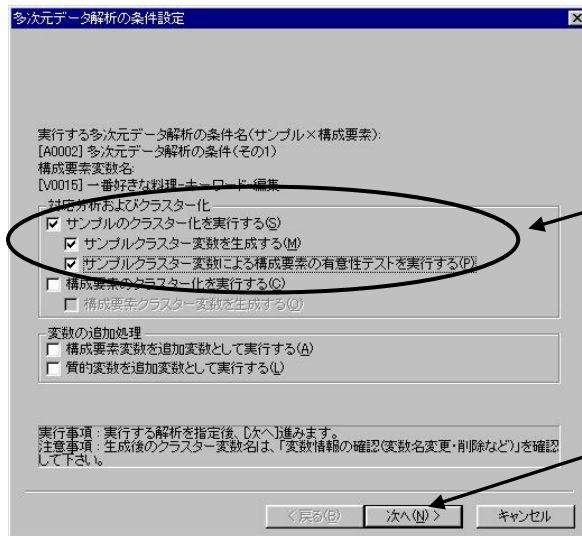 多次元データ解析の条件設定
実行する多次元データ解析の条件名(サンプル×構成要素):
[A0002] 多次元データ解析の条件(その1)
構成要素変数名:
[V0015] 一番好きな料理-キーワード-編集
対応分析およびクラスター化
サンプルのクラスター化を実行する(S)
サンプルクラスター変数を生成する(M)
サンプルクラスター変数による構成要素の有意性テストを実行する(P)
構成要素のクラスター化を実行する(C)
構成要素クラスター変数を生成する(O)
変数の追加処理
構成要素変数を追加変数として実行する(A)
質的変数を追加変数として実行する(L)
実行事項:実行する解析を指定後、[次へ]進みます。
注意事項:生成後のクラスター変数名は、「変数情報の確認(変数名変更・削除など)」を確認
して下さい。
< 戻る(B) 次へ(N) > キャンセル